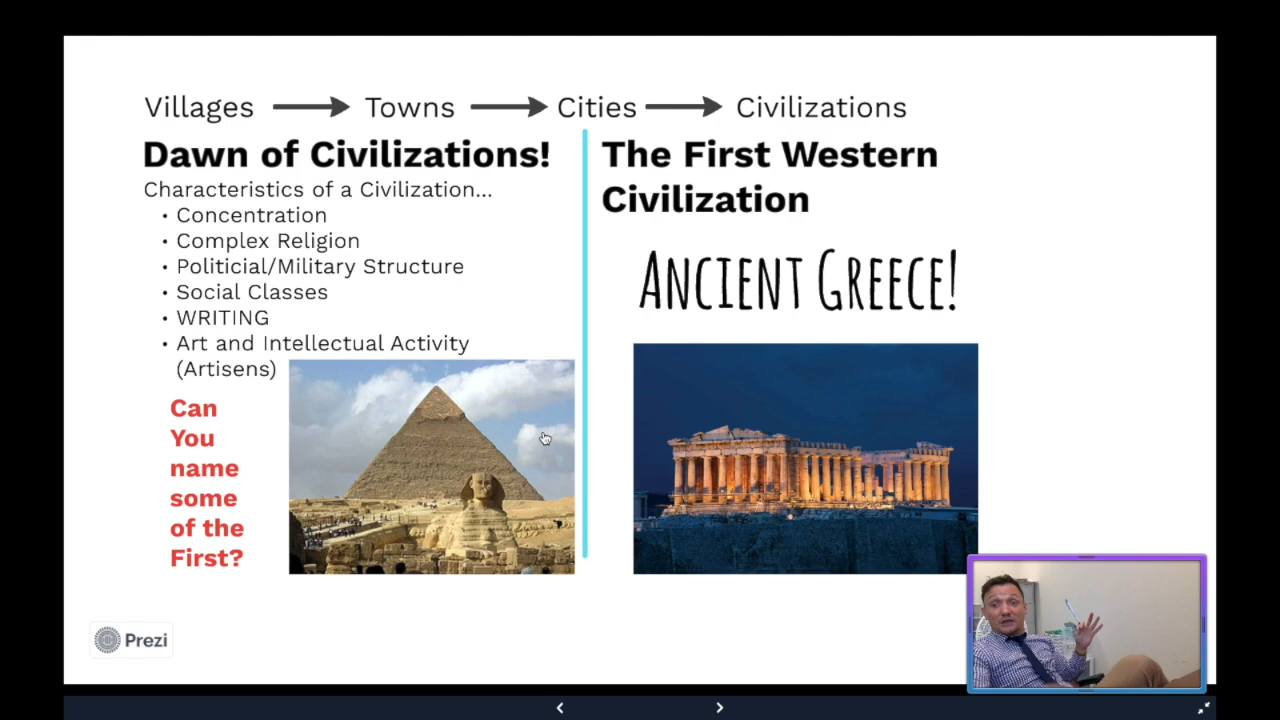 Villages Towns Cities Civilizations
Dawn of Civilizations!
Characteristics of a Civilization...
• Concentration
• Complex Religion
• Politicial/Military Structure
• Social Classes
• WRITING
• Art and Intellectual Activity
(Artisens)
Can
You
name
some
of the
First?
The First Western
Civilization
ANCIENT GREECE!
Prezi